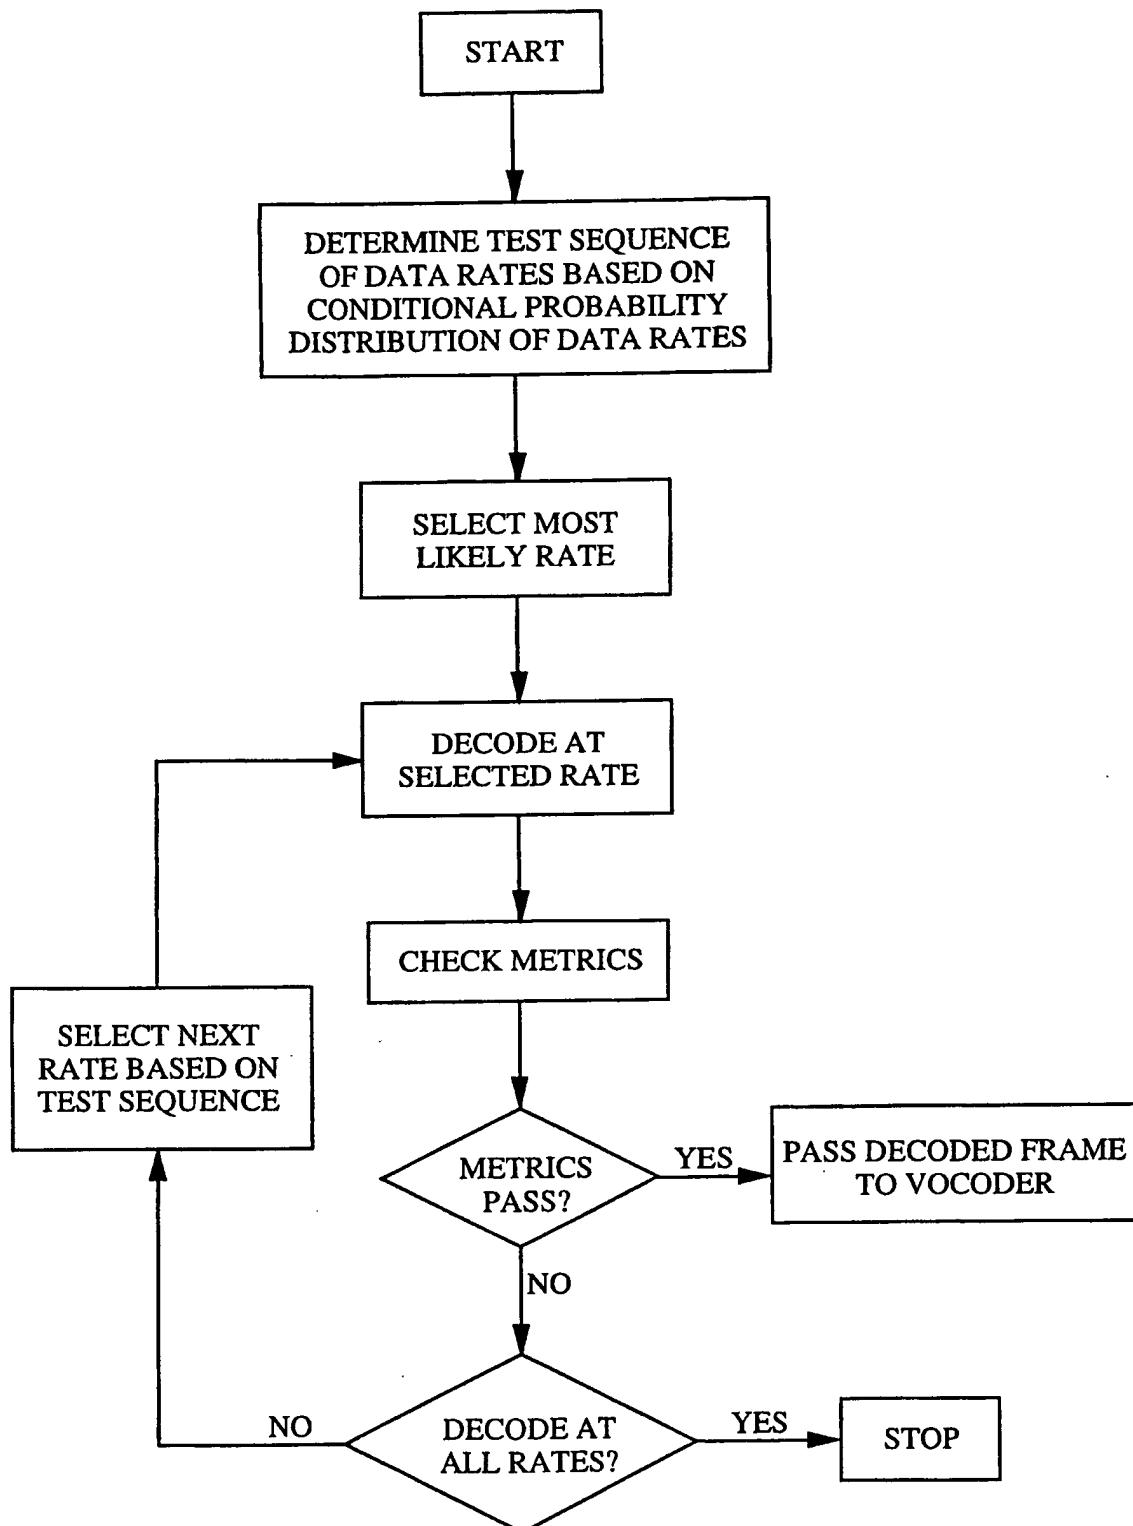 START
DETERMINE TEST SEQUENCE
OF DATA RATES BASED ON
CONDITIONAL PROBABILITY
DISTRIBUTION OF DATA RATES
SELECT MOST
LIKELY RATE
DECODE AT
SELECTED RATE
CHECK METRICS
SELECT NEXT
RATE BASED ON
TEST SEQUENCE
METRICS
PASS?
YES
PASS DECODED FRAME
TO VOCODER
NO
DECODE AT
ALL RATES?
NO
YES
STOP